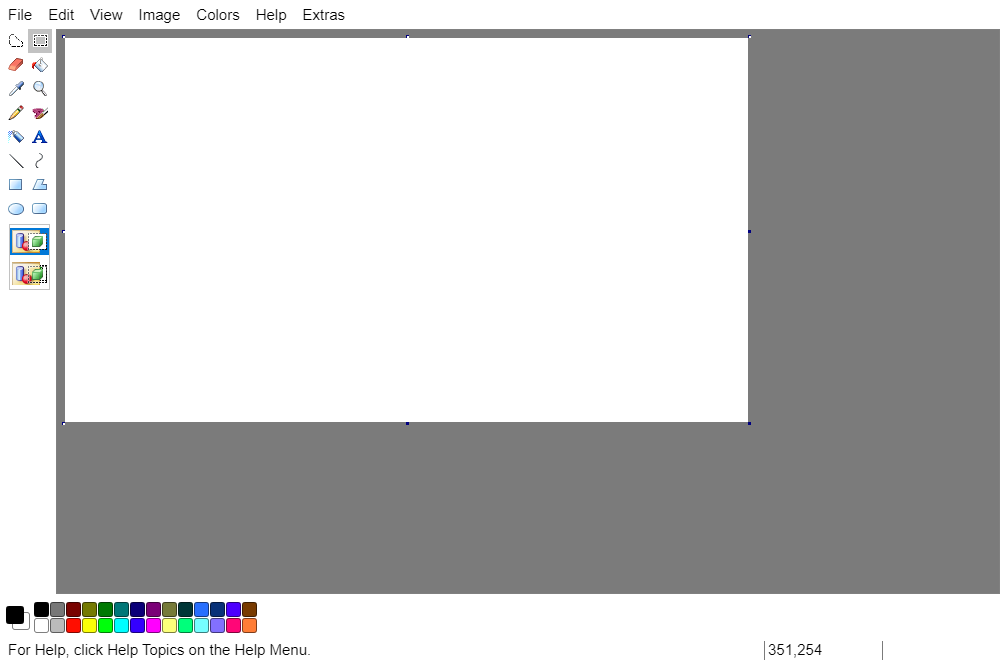 File Edit View Image Colors Help Extras
A
For Help, click Help Topics on the Help Menu.
351,254